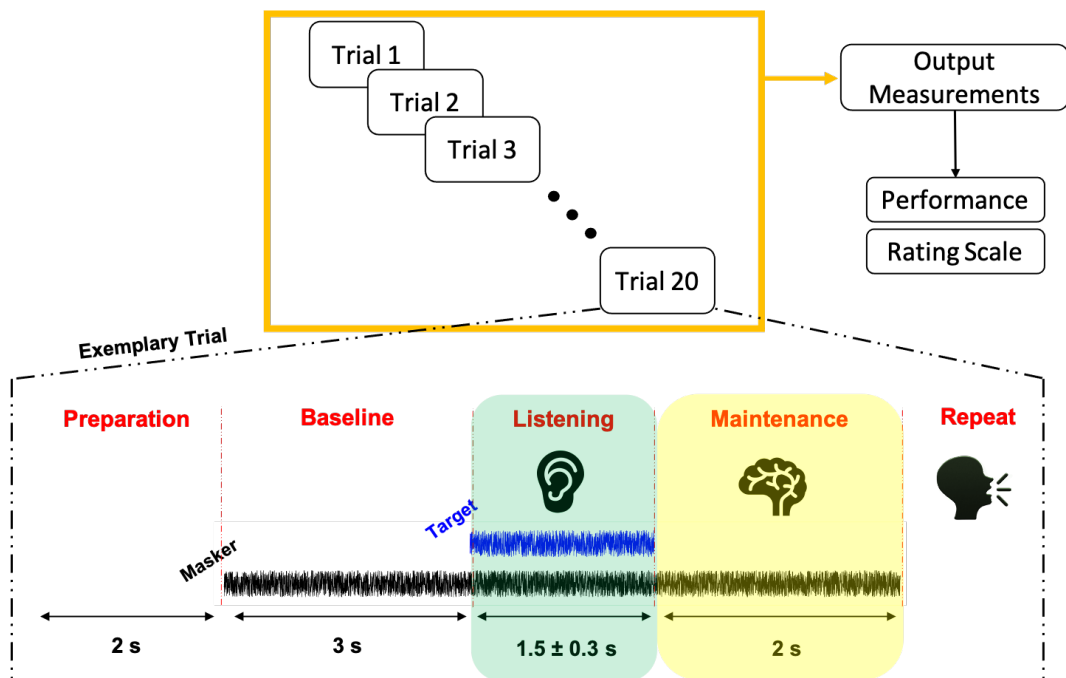 Trial 1
Trial 2
Trial 3
Trial 20
Output
Measurements
Performance
Rating Scale
Exemplary Trial
Preparation
Baseline
Listening
Maintenance
Repeat
Target
Masker
2 s
3 s
1.5 ± 0.3 s
2 s